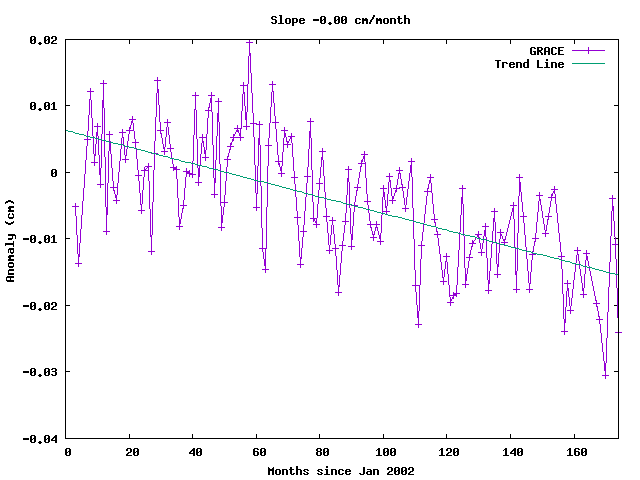 Slope -0.00 cm/month
GRACE
Trend Line
Anomaly (cm)
0.02
0.01
0
-0.01
-0.02
-0.03
-0.04
0 20 40 60 80 100 120 140 160
Months since Jan 2002